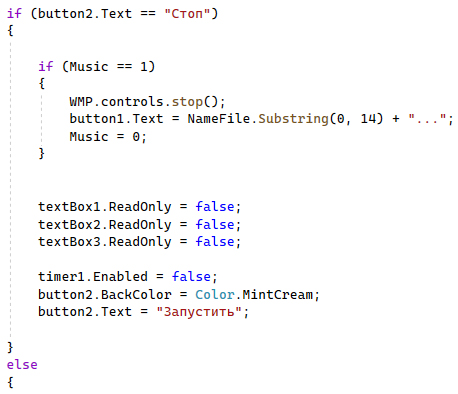 if (button2.Text == "Стоп")
{
if (Music == 1)
{
WMP.controls.stop();
button1.Text = NameFile.Substring(0, 14) + "...";
Music = 0;
}
textBox1.ReadOnly = false;
textBox2.ReadOnly = false;
textBox3.ReadOnly = false;
timer1.Enabled = false;
button2.BackColor = Color.MintCream;
button2.Text = "Запустить";
}
else
{